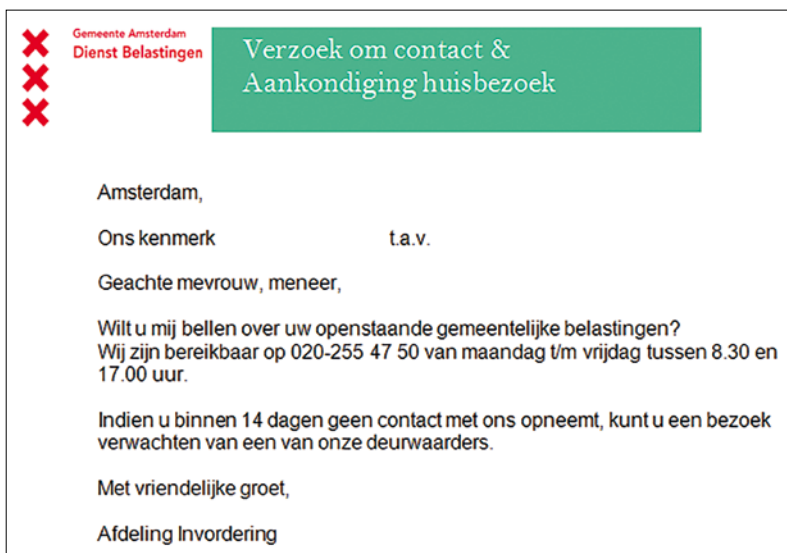 Gemeente Amsterdam
Dienst Belastingen
Verzoek om contact &
Aankondiging huisbezoek
Amsterdam,
Ons kenmerk t.a.v.
Geachte mevrouw, meneer,
Wilt u mij bellen over uw openstaande gemeentelijke belastingen?
Wij zijn bereikbaar op 020-255 47 50 van maandag t/m vrijdag tussen 8.30 en
17.00 uur.
Indien u binnen 14 dagen geen contact met ons opneemt, kunt u een bezoek
verwachten van een van onze deurwaarders.
Met vriendelijke groet,
Afdeling Invordering